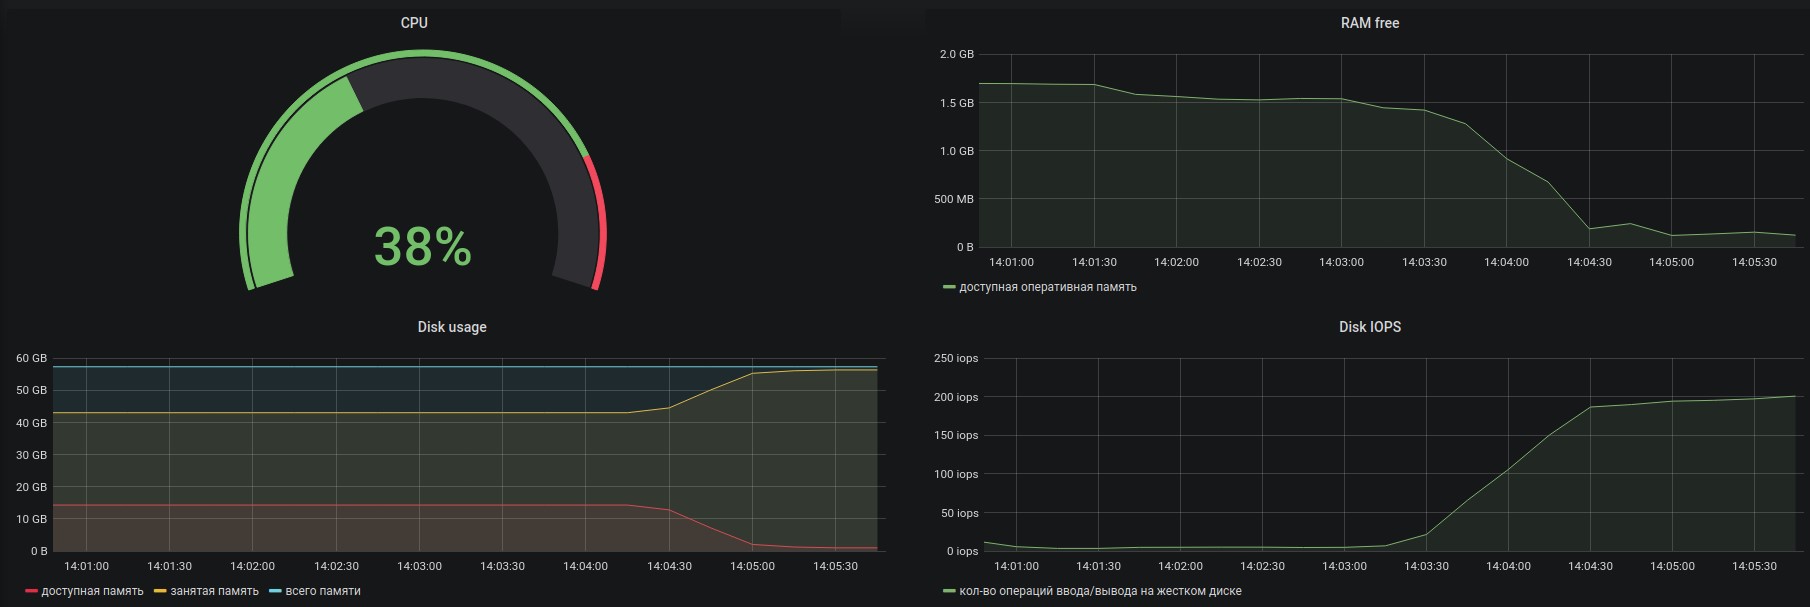 CPU
38%
RAM free
2.0 GB
1.5 GB
1.0 GB
500 MB
0 B
14:01:00 14:01:30 14:02:00 14:02:30 14:03:00 14:03:30 14:04:00 14:04:30 14:05:00 14:05:30
доступная оперативная память
Disk usage
60 GB
50 GB
40 GB
30 GB
20 GB
10 GB
0 B
14:01:00 14:01:30 14:02:00 14:02:30 14:03:00 14:03:30 14:04:00 14:04:30 14:05:00 14:05:30
доступная память занятая память всего памяти
Disk IOPS
250 iops
200 iops
150 iops
100 iops
50 iops
0 iops
14:01:00 14:01:30 14:02:00 14:02:30 14:03:00 14:03:30 14:04:00 14:04:30 14:05:00 14:05:30
кол-во операций ввода/вывода на жестком диске